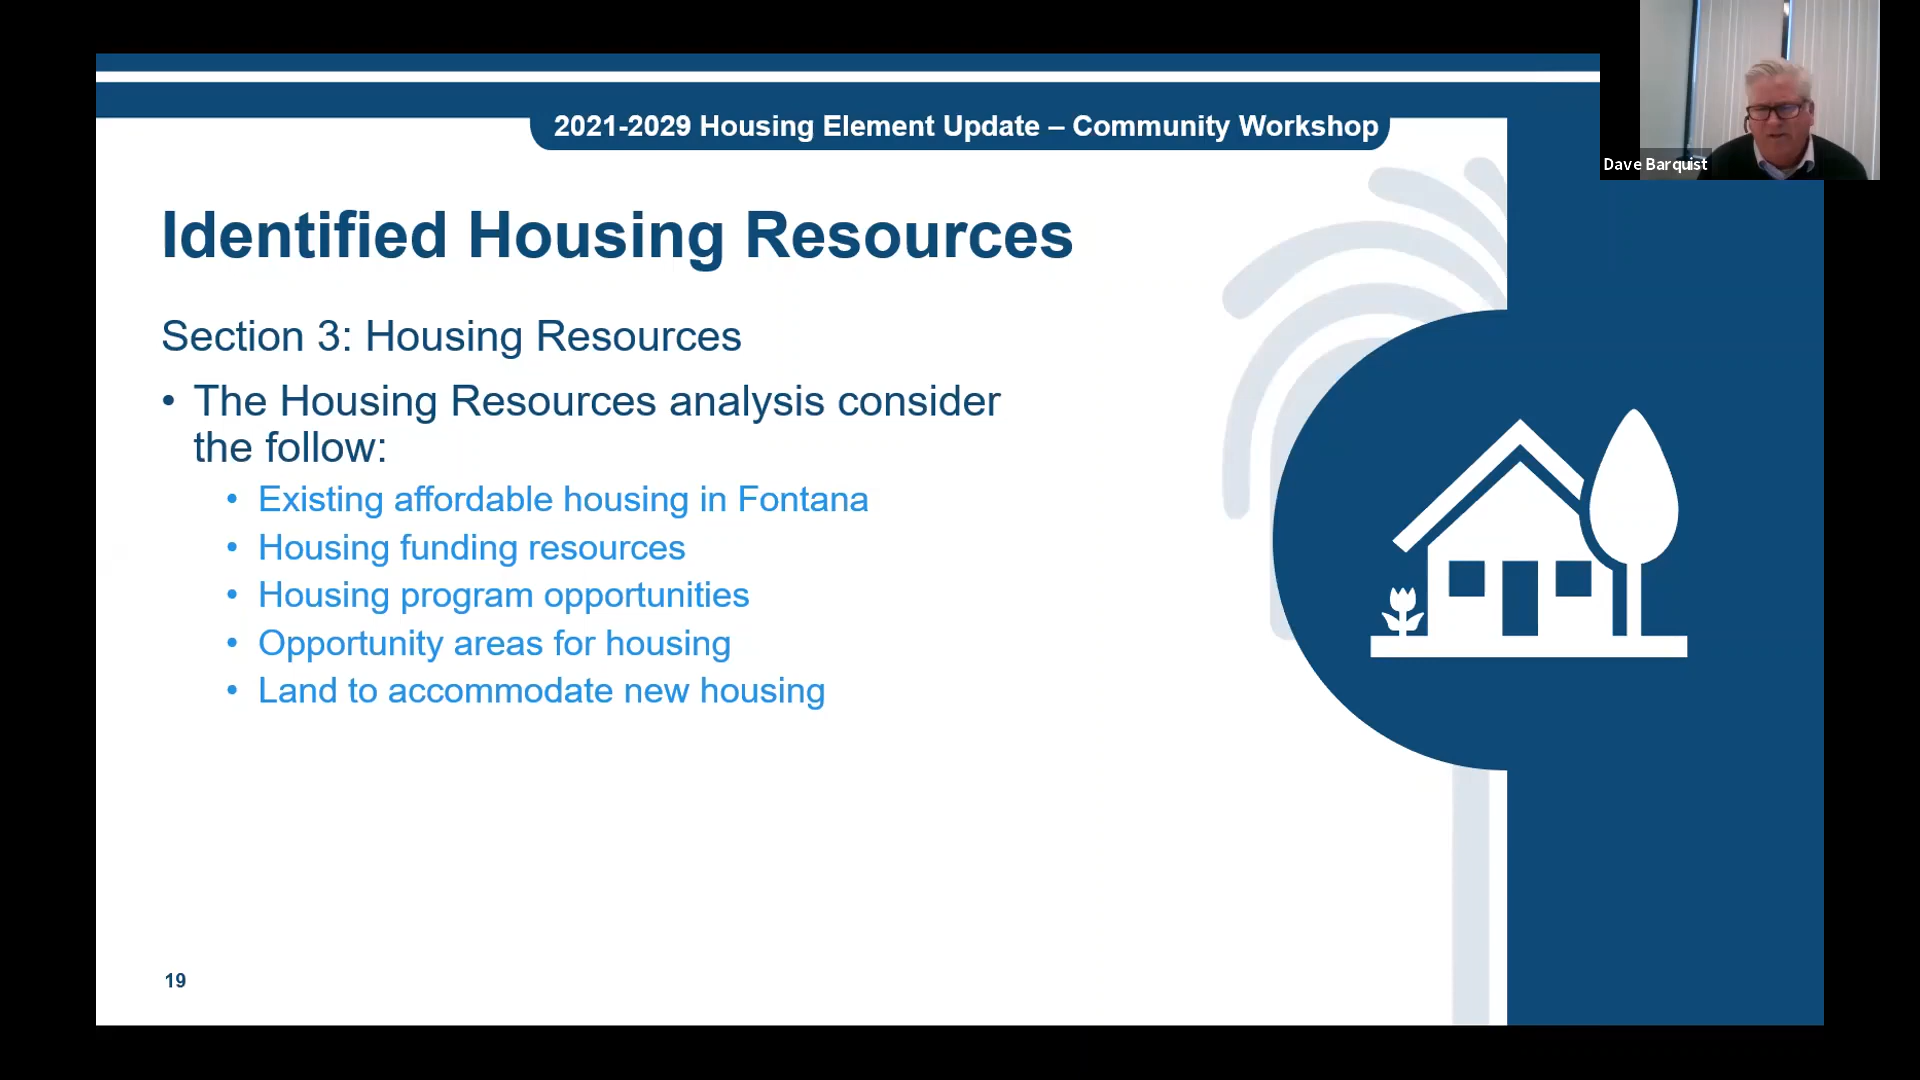 2021-2029 Housing Element Update – Community Workshop
Dave Barquist
Identified Housing Resources
Section 3: Housing Resources
• The Housing Resources analysis consider
the follow:
• Existing affordable housing in Fontana
• Housing funding resources
• Housing program opportunities
• Opportunity areas for housing
• Land to accommodate new housing
19